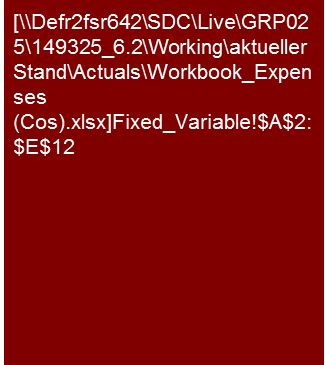 [\\Defr2fsr642\SDC\Live\GRP02
5\149325_6.2\Working\aktueller
Stand\Actuals\Workbook_Expen
ses
(Cos).xlsx]Fixed_Variable!$A$2:
$E$12